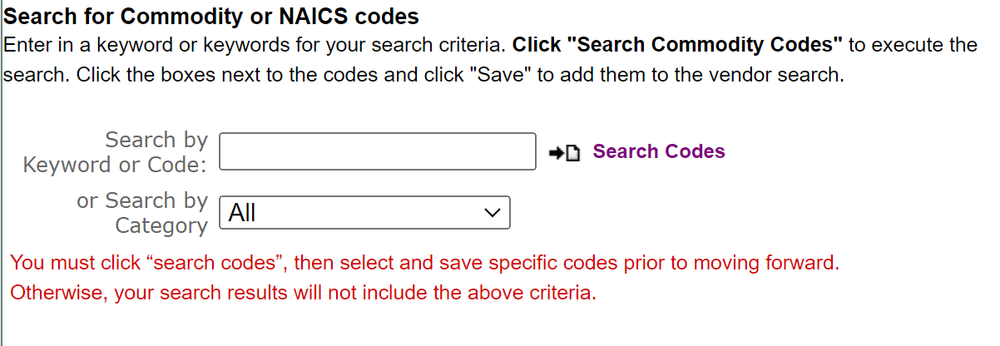 Search for Commodity or NAICS codes
Enter in a keyword or keywords for your search criteria. Click "Search Commodity Codes" to execute the
search. Click the boxes next to the codes and click "Save" to add them to the vendor search.
Search by
Keyword or Code:
Search Codes
or Search by
Category
All
You must click “search codes”, then select and save specific codes prior to moving forward.
Otherwise, your search results will not include the above criteria.